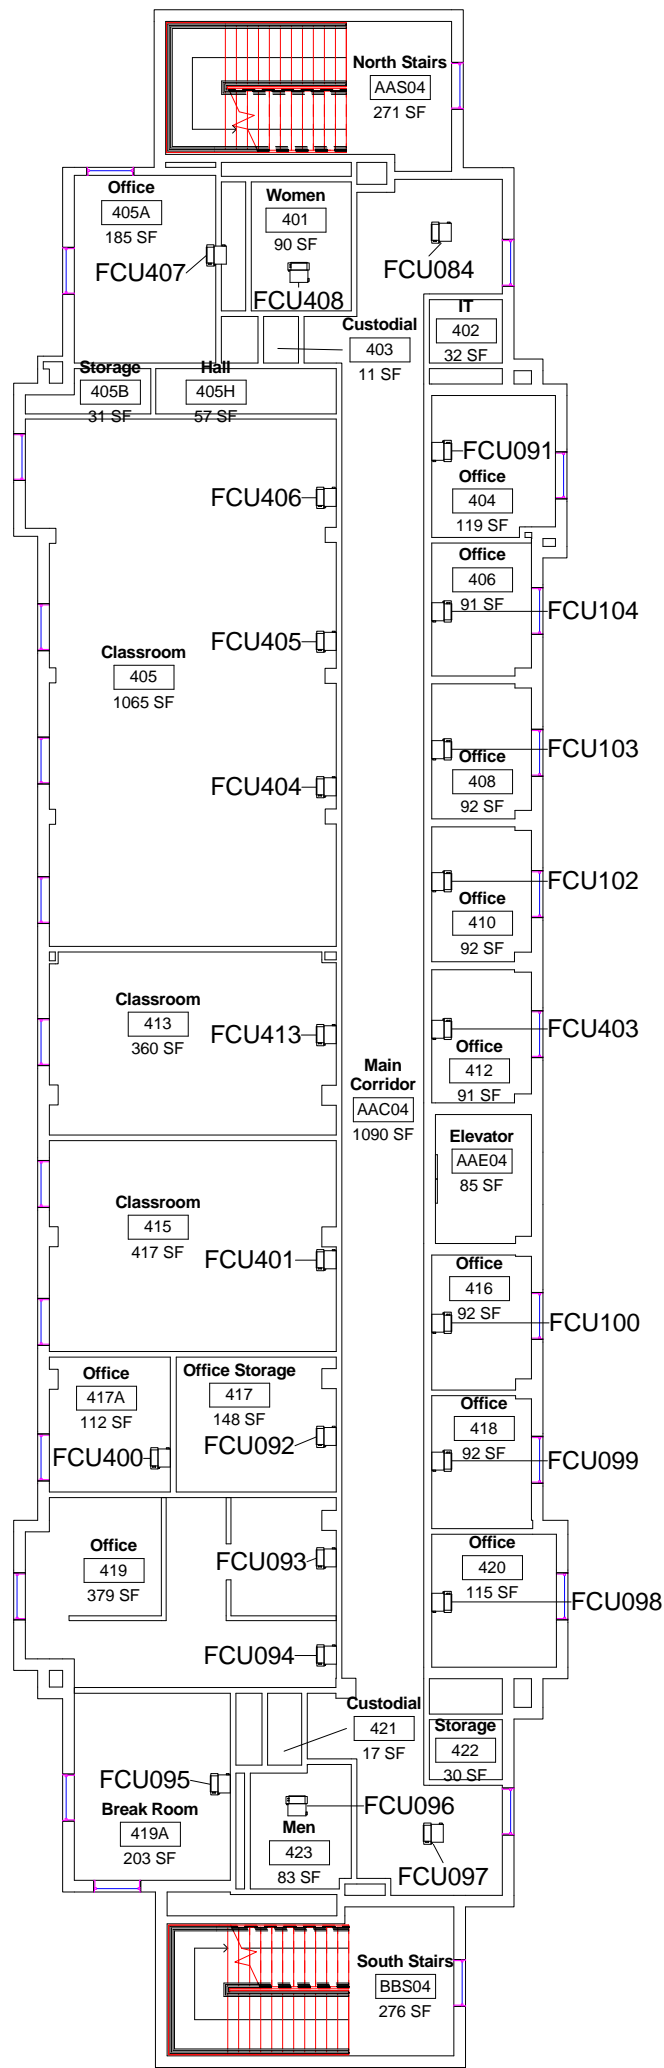 North Stairs
AAS04
271 SF
Office
405A
185 SF
FCU407
Women
401
90 SF
FCU408
FCU084
IT
402
32 SF
Custodial
403
11 SF
Storage
405B
31 SF
Hall
405H
57 SF
FCU406
FCU091
Office
404
119 SF
Office
406
91 SF
FCU104
FCU405
Classroom
405
1065 SF
FCU404
FCU103
Office
408
92 SF
FCU102
Office
410
92 SF
Classroom
413
360 SF
FCU413
FCU403
Office
412
91 SF
Main
Corridor
AAC04
1090 SF
Elevator
AAE04
85 SF
Classroom
415
417 SF
FCU401
Office
416
92 SF
FCU100
Office
417A
112 SF
FCU400
Office Storage
417
148 SF
FCU092
Office
418
92 SF
FCU099
Office
419
379 SF
FCU093
FCU094
Office
420
115 SF
FCU098
Custodial
421
17 SF
Storage
422
30 SF
FCU095
Break Room
419A
203 SF
FCU096
Men
423
83 SF
FCU097
South Stairs
BBS04
276 SF